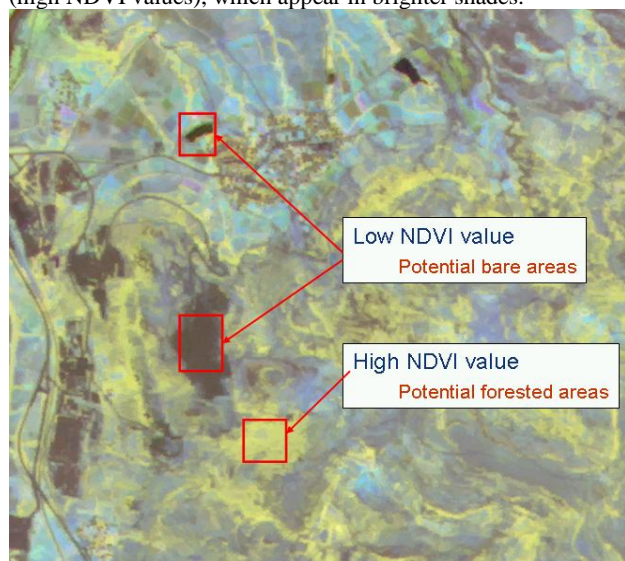 (high NDVI values), which appear in brighter shades.
Low NDVI value
Potential bare areas
High NDVI value
Potential forested areas